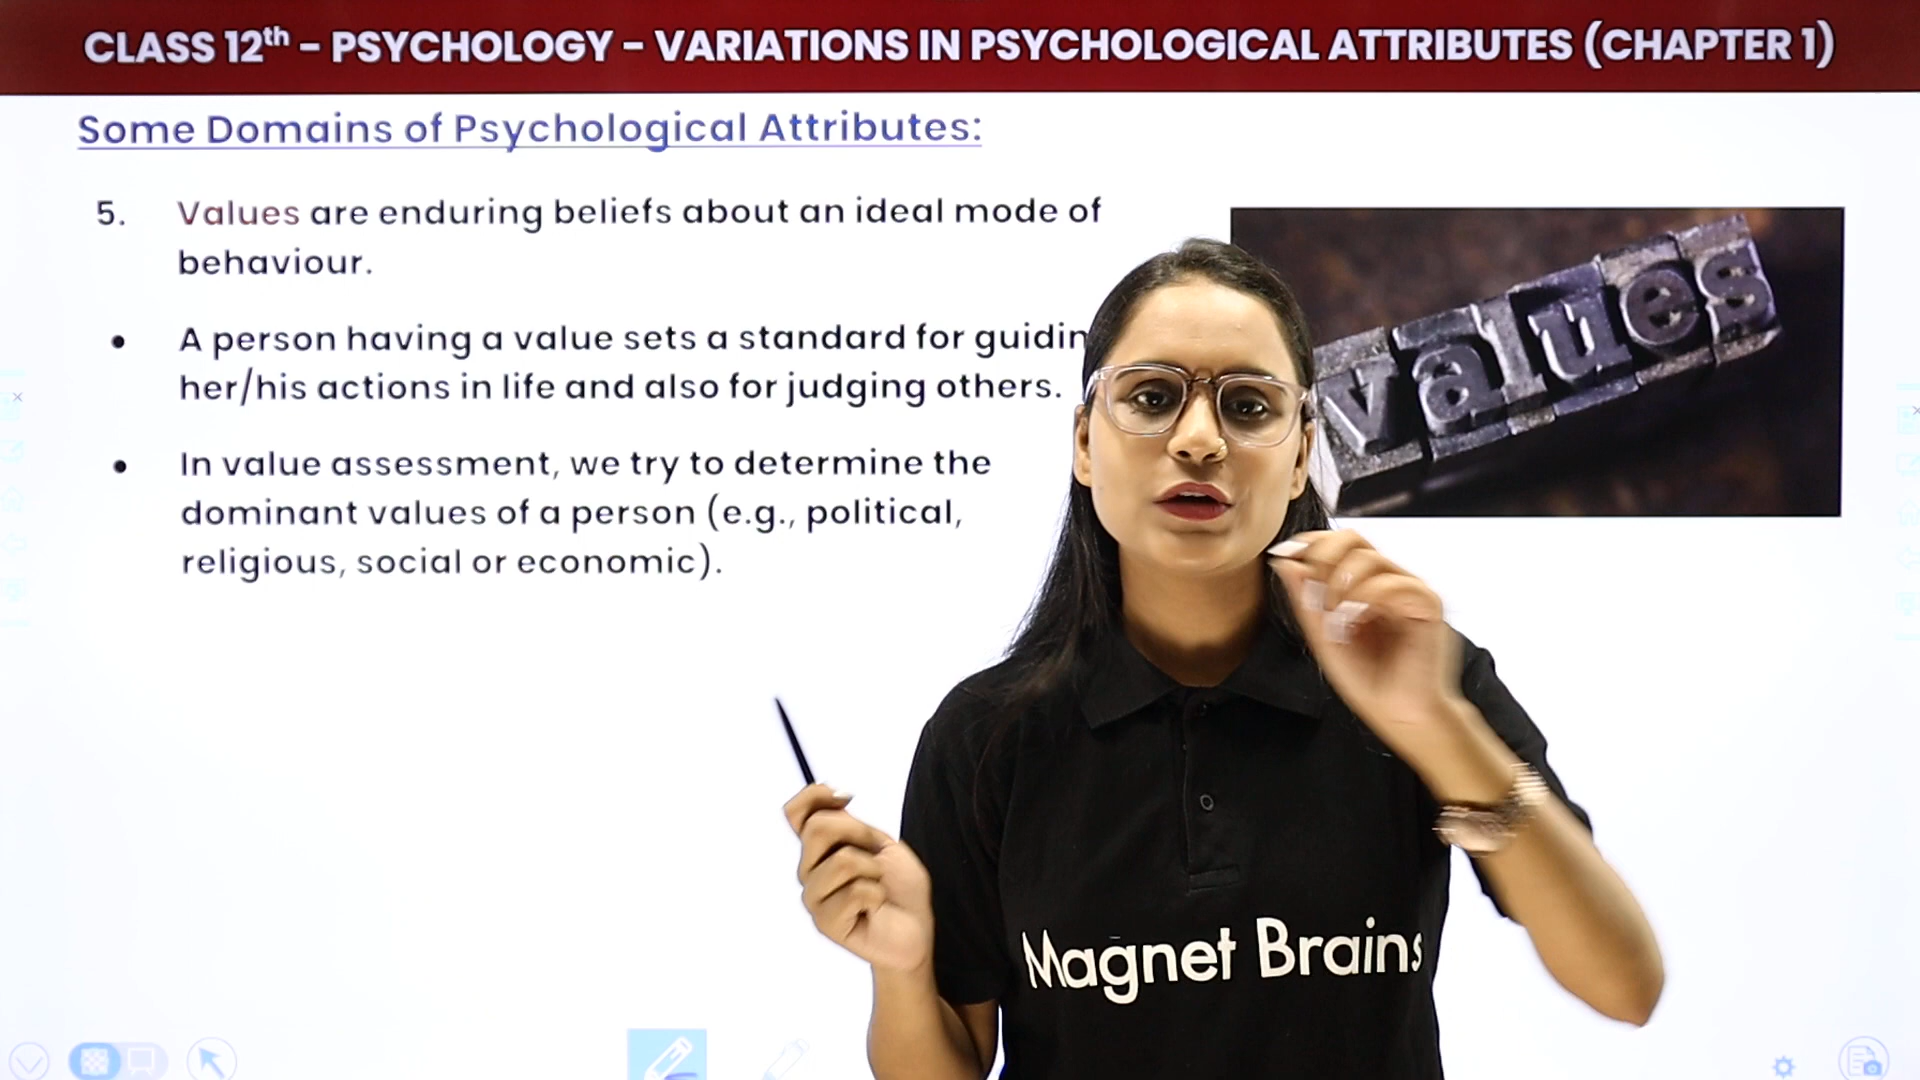 CLASS 12th – PSYCHOLOGY – VARIATIONS IN PSYCHOLOGICAL ATTRIBUTES (CHAPTER 1)
Some Domains of Psychological Attributes:
5. Values are enduring beliefs about an ideal mode of
behaviour.
• A person having a value sets a standard for guidin
her/his actions in life and also for judging others.
• In value assessment, we try to determine the
dominant values of a person (e.g., political,
religious, social or economic).
values
Magnet Brains